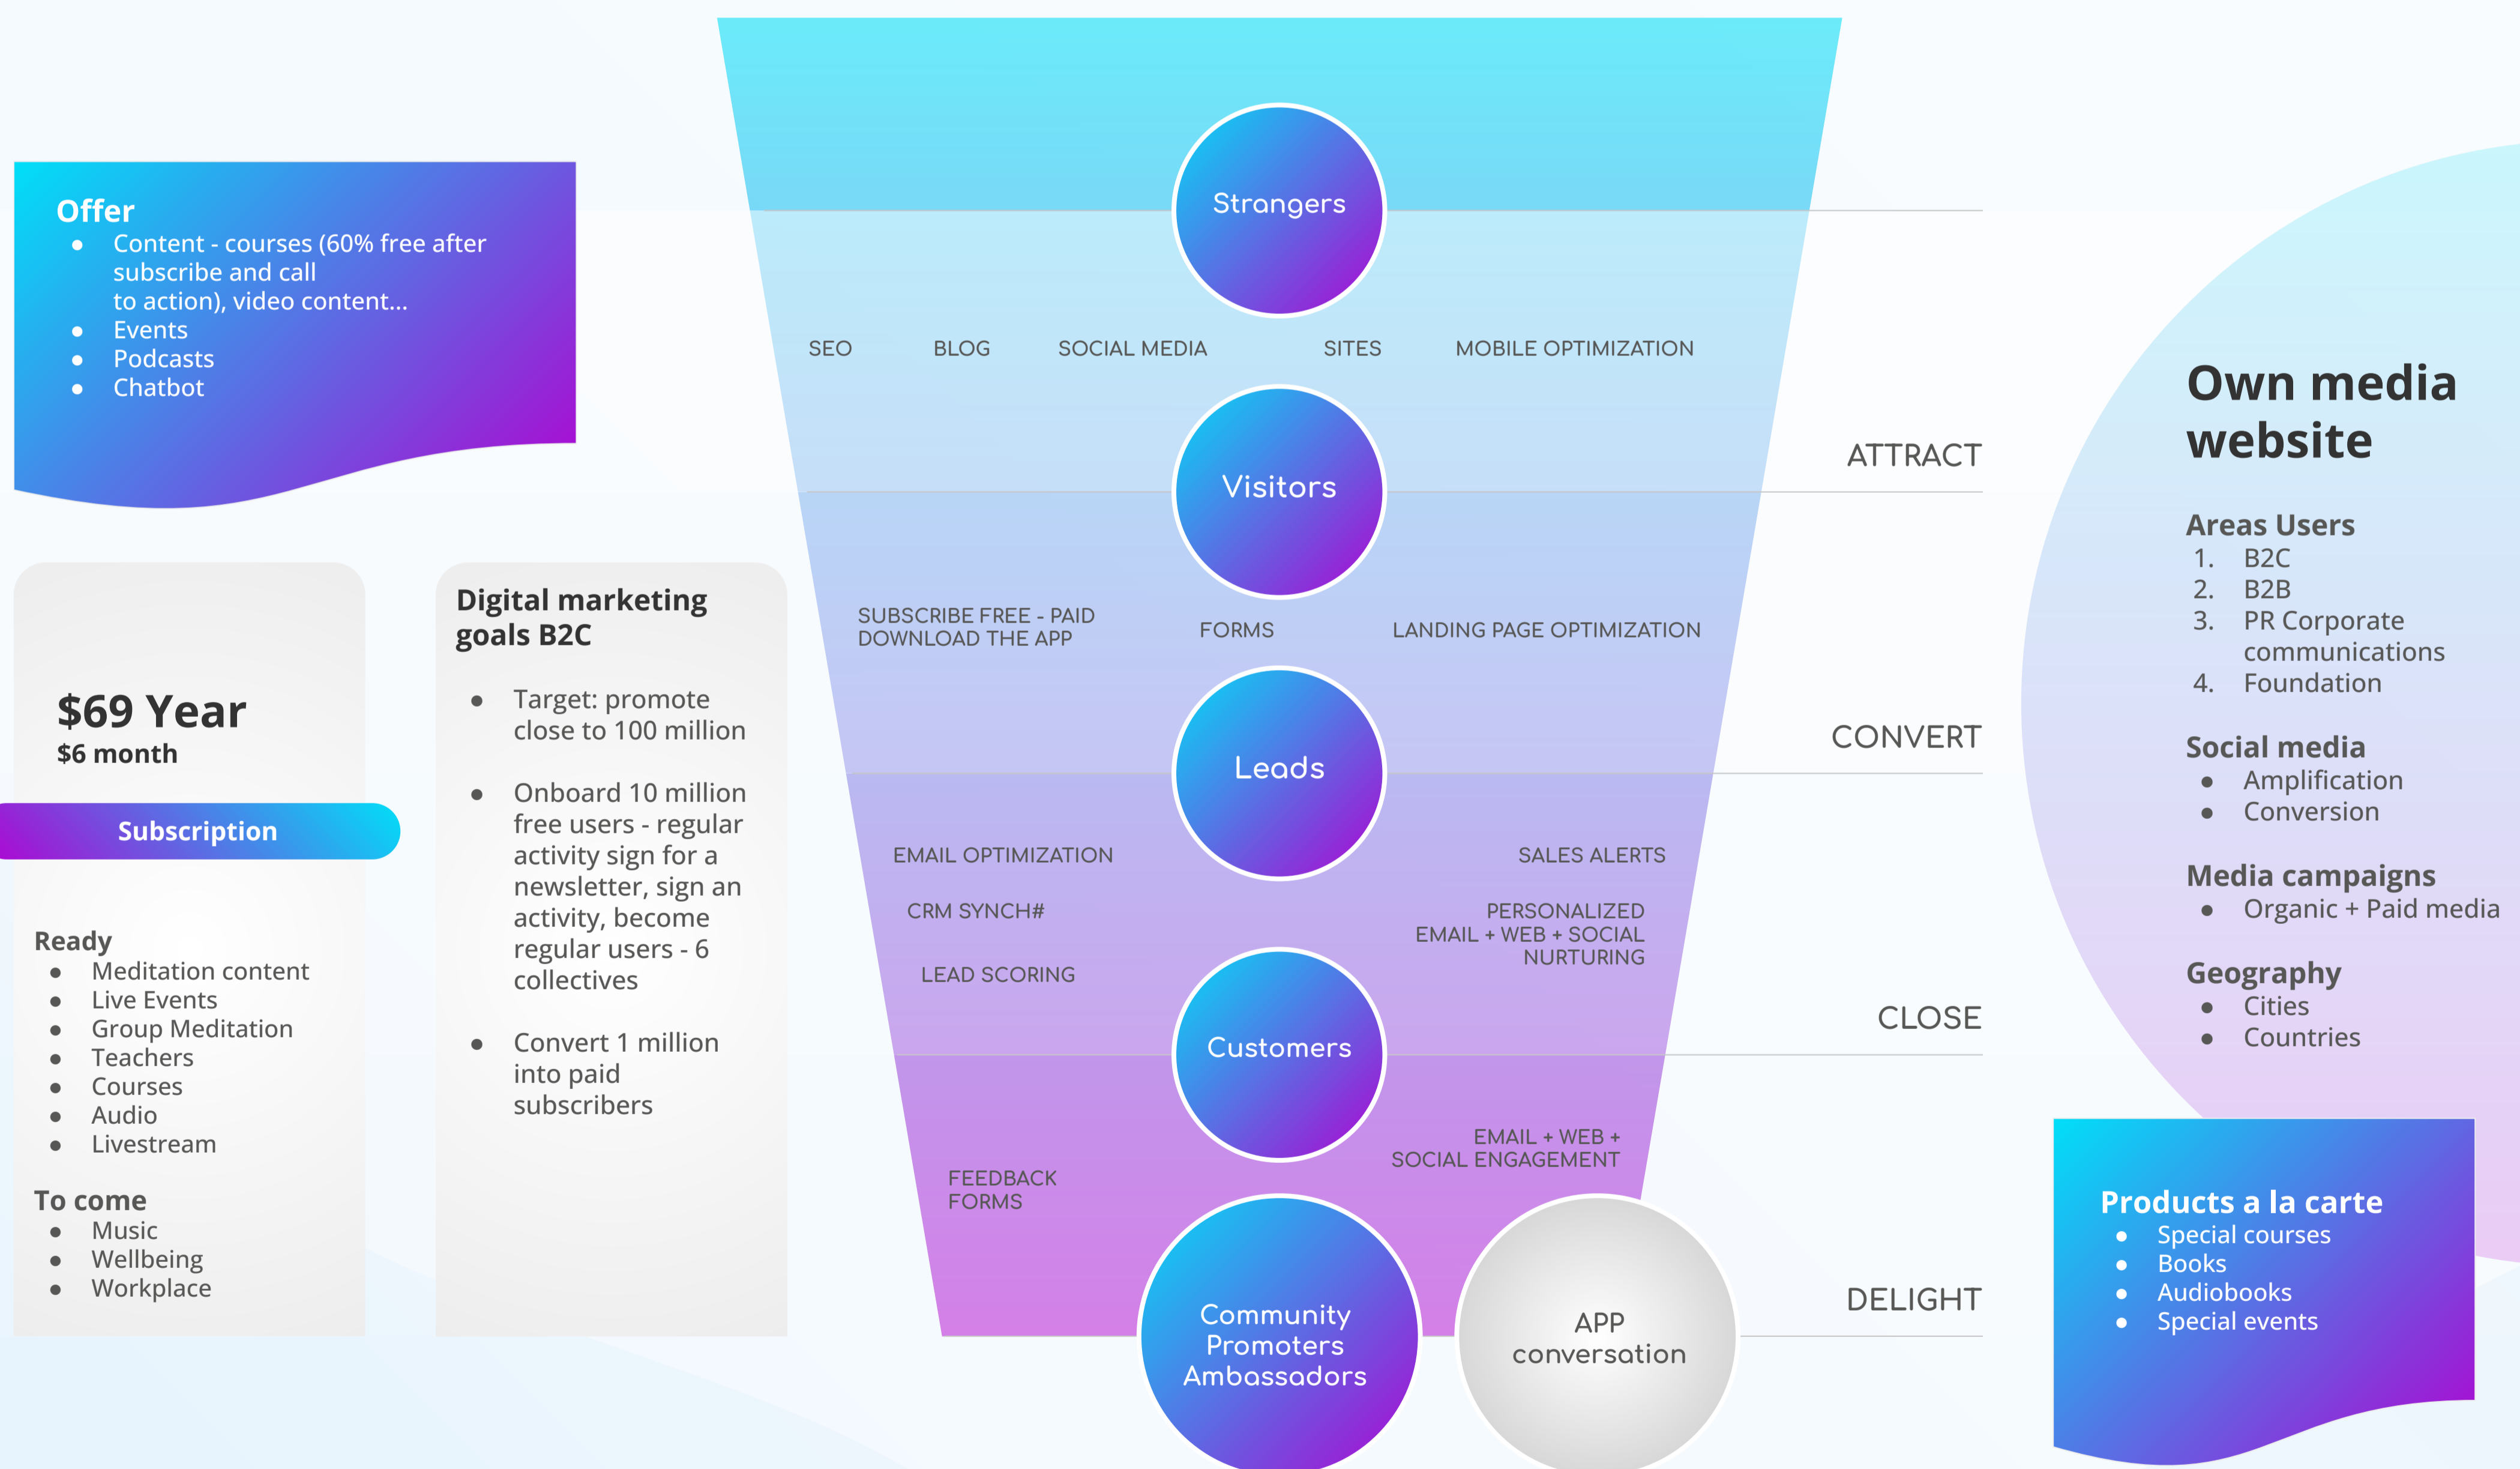 Offer
● Content - courses (60% free after
subscribe and call
to action), video content...
● Events
● Podcasts
● Chatbot
$69 Year
$6 month
Subscription
Ready
● Meditation content
● Live Events
● Group Meditation
● Teachers
● Courses
● Audio
● Livestream
To come
● Music
● Wellbeing
● Workplace
Digital marketing
goals B2C
● Target: promote
close to 100 million
● Onboard 10 million
free users - regular
activity sign for a
newsletter, sign an
activity, become
regular users - 6
collectives
● Convert 1 million
into paid
subscribers
Strangers
SEO BLOG SOCIAL MEDIA SITES MOBILE OPTIMIZATION
ATTRACT
Visitors
SUBSCRIBE FREE - PAID
DOWNLOAD THE APP
FORMS
LANDING PAGE OPTIMIZATION
CONVERT
Leads
EMAIL OPTIMIZATION
CRM SYNCH#
LEAD SCORING
SALES ALERTS
PERSONALIZED
EMAIL + WEB + SOCIAL
NURTURING
CLOSE
Customers
FEEDBACK
FORMS
EMAIL + WEB +
SOCIAL ENGAGEMENT
DELIGHT
Community
Promoters
Ambassadors
APP
conversation
Own media
website
Areas Users
1. B2C
2. B2B
3. PR Corporate
communications
4. Foundation
Social media
● Amplification
● Conversion
Media campaigns
● Organic + Paid media
Geography
● Cities
● Countries
Products a la carte
● Special courses
● Books
● Audiobooks
● Special events